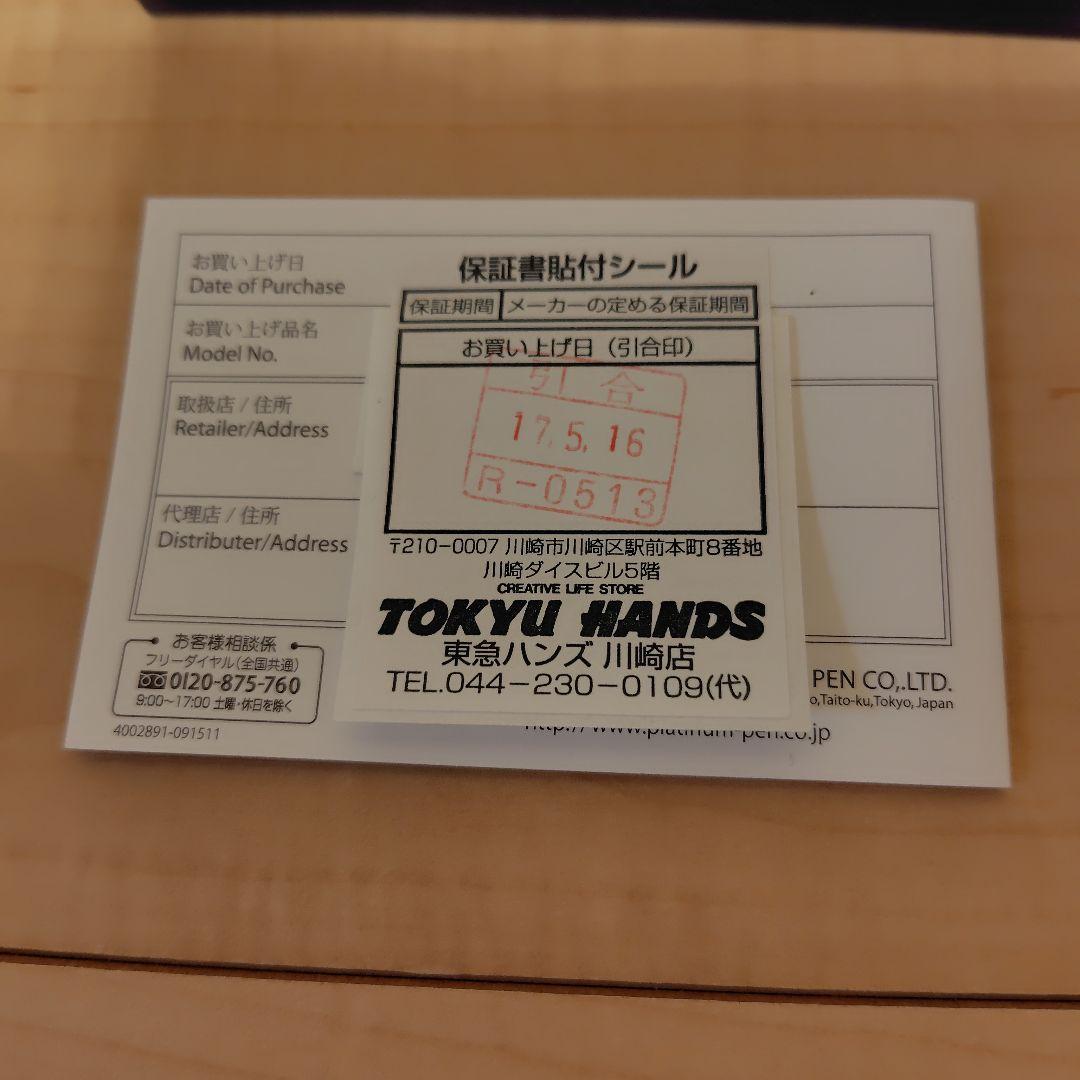 お買い上げ日
Date of Purchase
お買い上げ品名
Model No.
取扱店 / 住所
Retailer/Address
代理店 / 住所
Distributer/Address
お客様相談係
フリーダイヤル(全国共通)
0120-875-760
9:00~17:00 土曜・休日を除く
4002891-091511
保証書貼付シール
保証期間 メーカーの定める保証期間
お買い上げ日(引合印)
引 合
17. 5. 16
R-0513
〒210-0007 川崎市川崎区駅前本町8番地
川崎ダイスビル5階
CREATIVE LIFE STORE
TOKYU HANDS
東急ハンズ 川崎店
TEL.044-230-0109(代)
PEN CO,.LTD.
o,Taito-ku,Tokyo,Japan
http://www.platinum-pen.co.jp